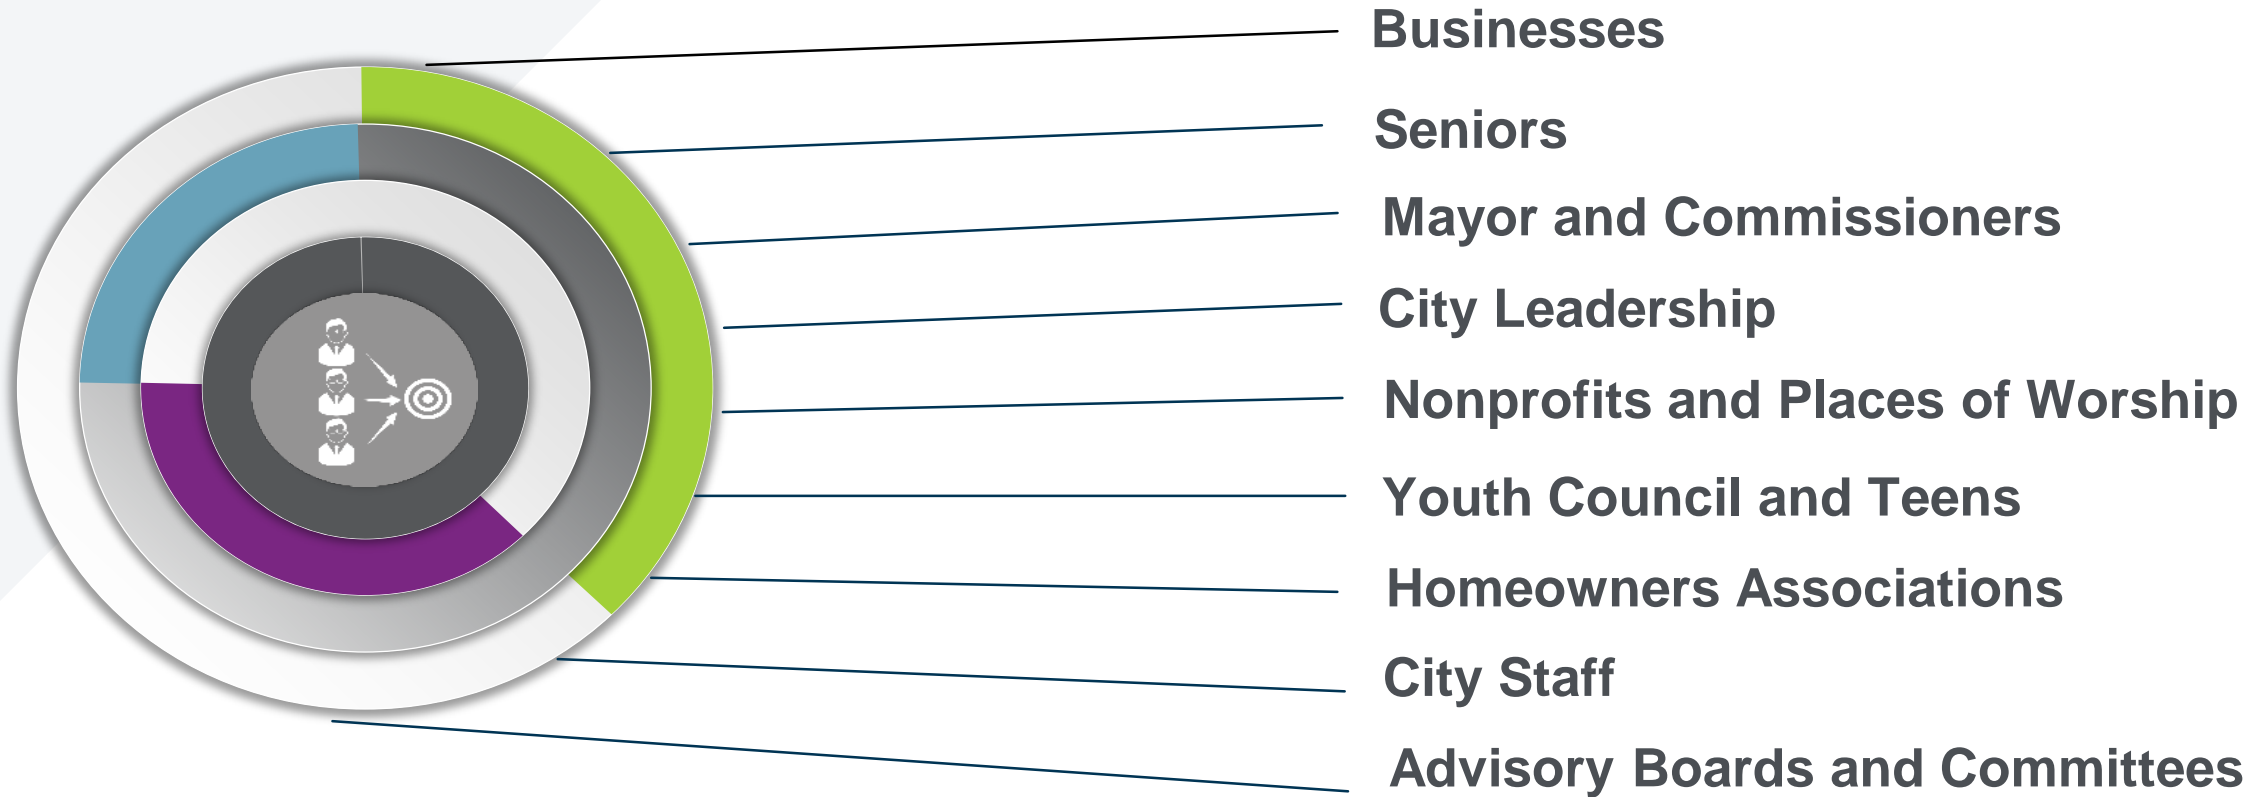 Businesses
Seniors
Mayor and Commissioners
City Leadership
Nonprofits and Places of Worship
Youth Council and Teens
Homeowners Associations
City Staff
Advisory Boards and Committees